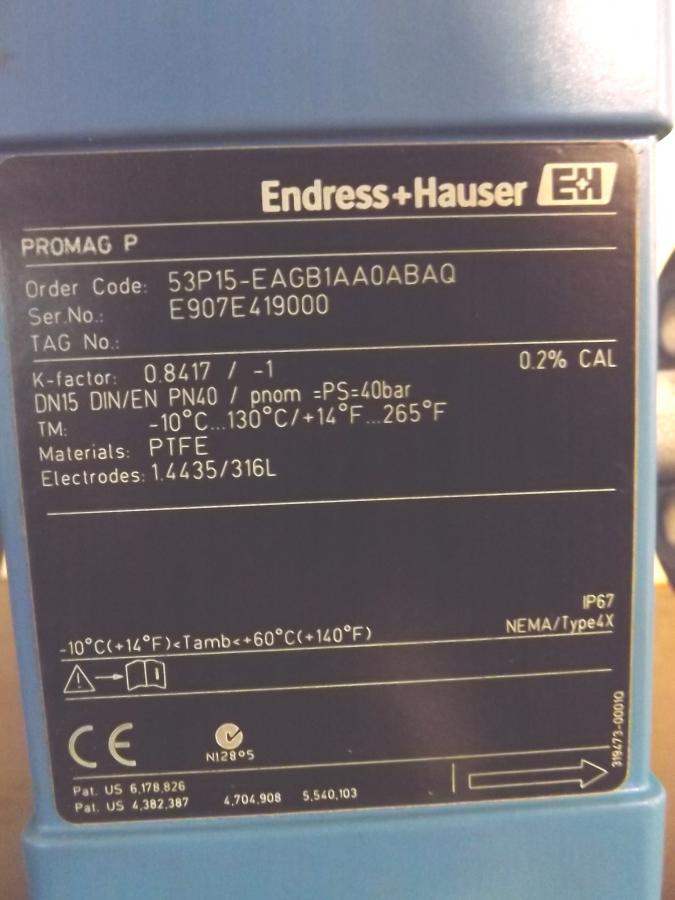 Endress+Hauser E+H
PROMAG P
Order Code: 53P15-EAGB1AA0ABAQ
Ser.No.: E907E419000
TAG No.:
K-factor: 0.8417 / -1 0.2% CAL
DN15 DIN/EN PN40 / pnom =PS=40bar
TM: -10°C...130°C/+14°F...265°F
Materials: PTFE
Electrodes: 1.4435/316L
IP67
-10°C(+14°F)<Tamb<+60°C(+140°F) NEMA/Type4X
CE
N12895
319473-0001Q
Pat. US 6,178,826
Pat. US 4,382,387 4,704,908 5,540,103